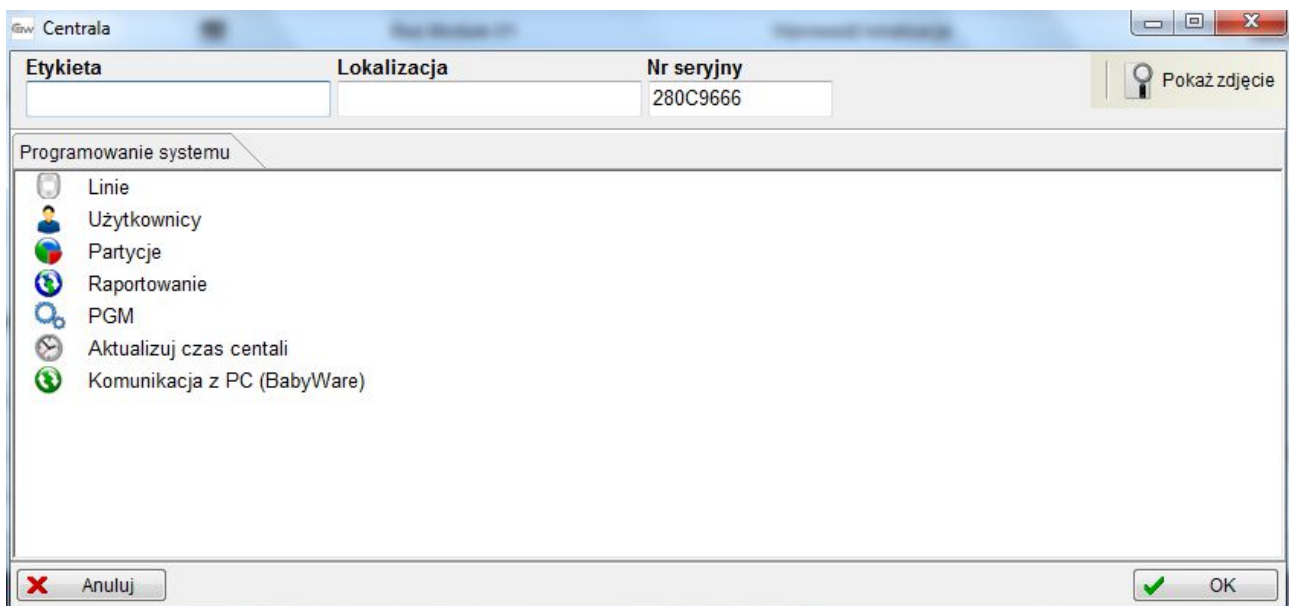 Centrala
Etykieta Lokalizacja Nr seryjny
Pokaż zdjęcie
280C9666
Programowanie systemu
Linie
Użytkownicy
Partycje
Raportowanie
PGM
Aktualizuj czas centali
Komunikacja z PC (BabyWare)
Anuluj OK